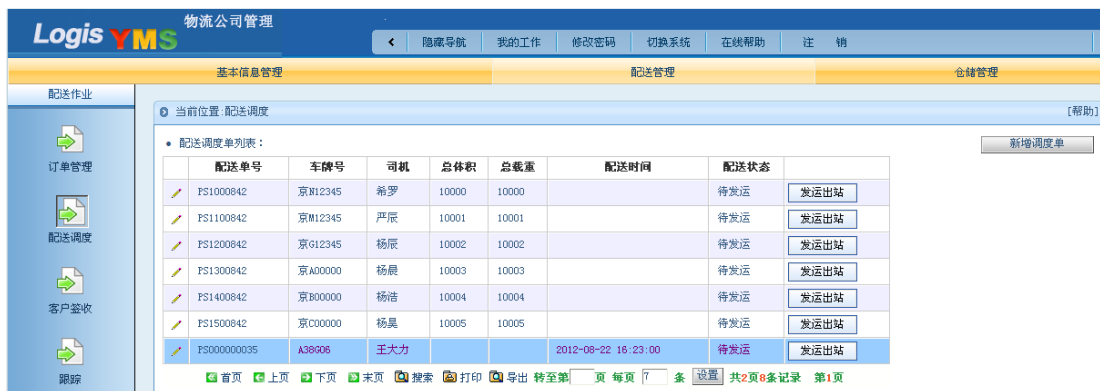 Logis YMS 物流公司管理
隐藏导航 我的工作 修改密码 切换系统 在线帮助 注 销
基本信息管理 配送管理 仓储管理
配送作业
当前位置:配送调度 [帮助]
配送调度单列表： 新增调度单
订单管理
配送调度
客户签收
跟踪
配送单号 车牌号 司机 总体积 总载重 配送时间 配送状态
PS1000842 京N12345 希罗 10000 10000 待发运 发运出站
PS1100842 京M12345 严辰 10001 10001 待发运 发运出站
PS1200842 京G12345 杨辰 10002 10002 待发运 发运出站
PS1300842 京A00000 杨晨 10003 10003 待发运 发运出站
PS1400842 京B00000 杨洁 10004 10004 待发运 发运出站
PS1500842 京C00000 杨昊 10005 10005 待发运 发运出站
PS000000035 A38G06 王大力 2012-08-22 16:23:00 待发运 发运出站
首页 上页 下页 末页 搜索 打印 导出 转至第 页 每页 7 条 设置 共2页8条记录 第1页